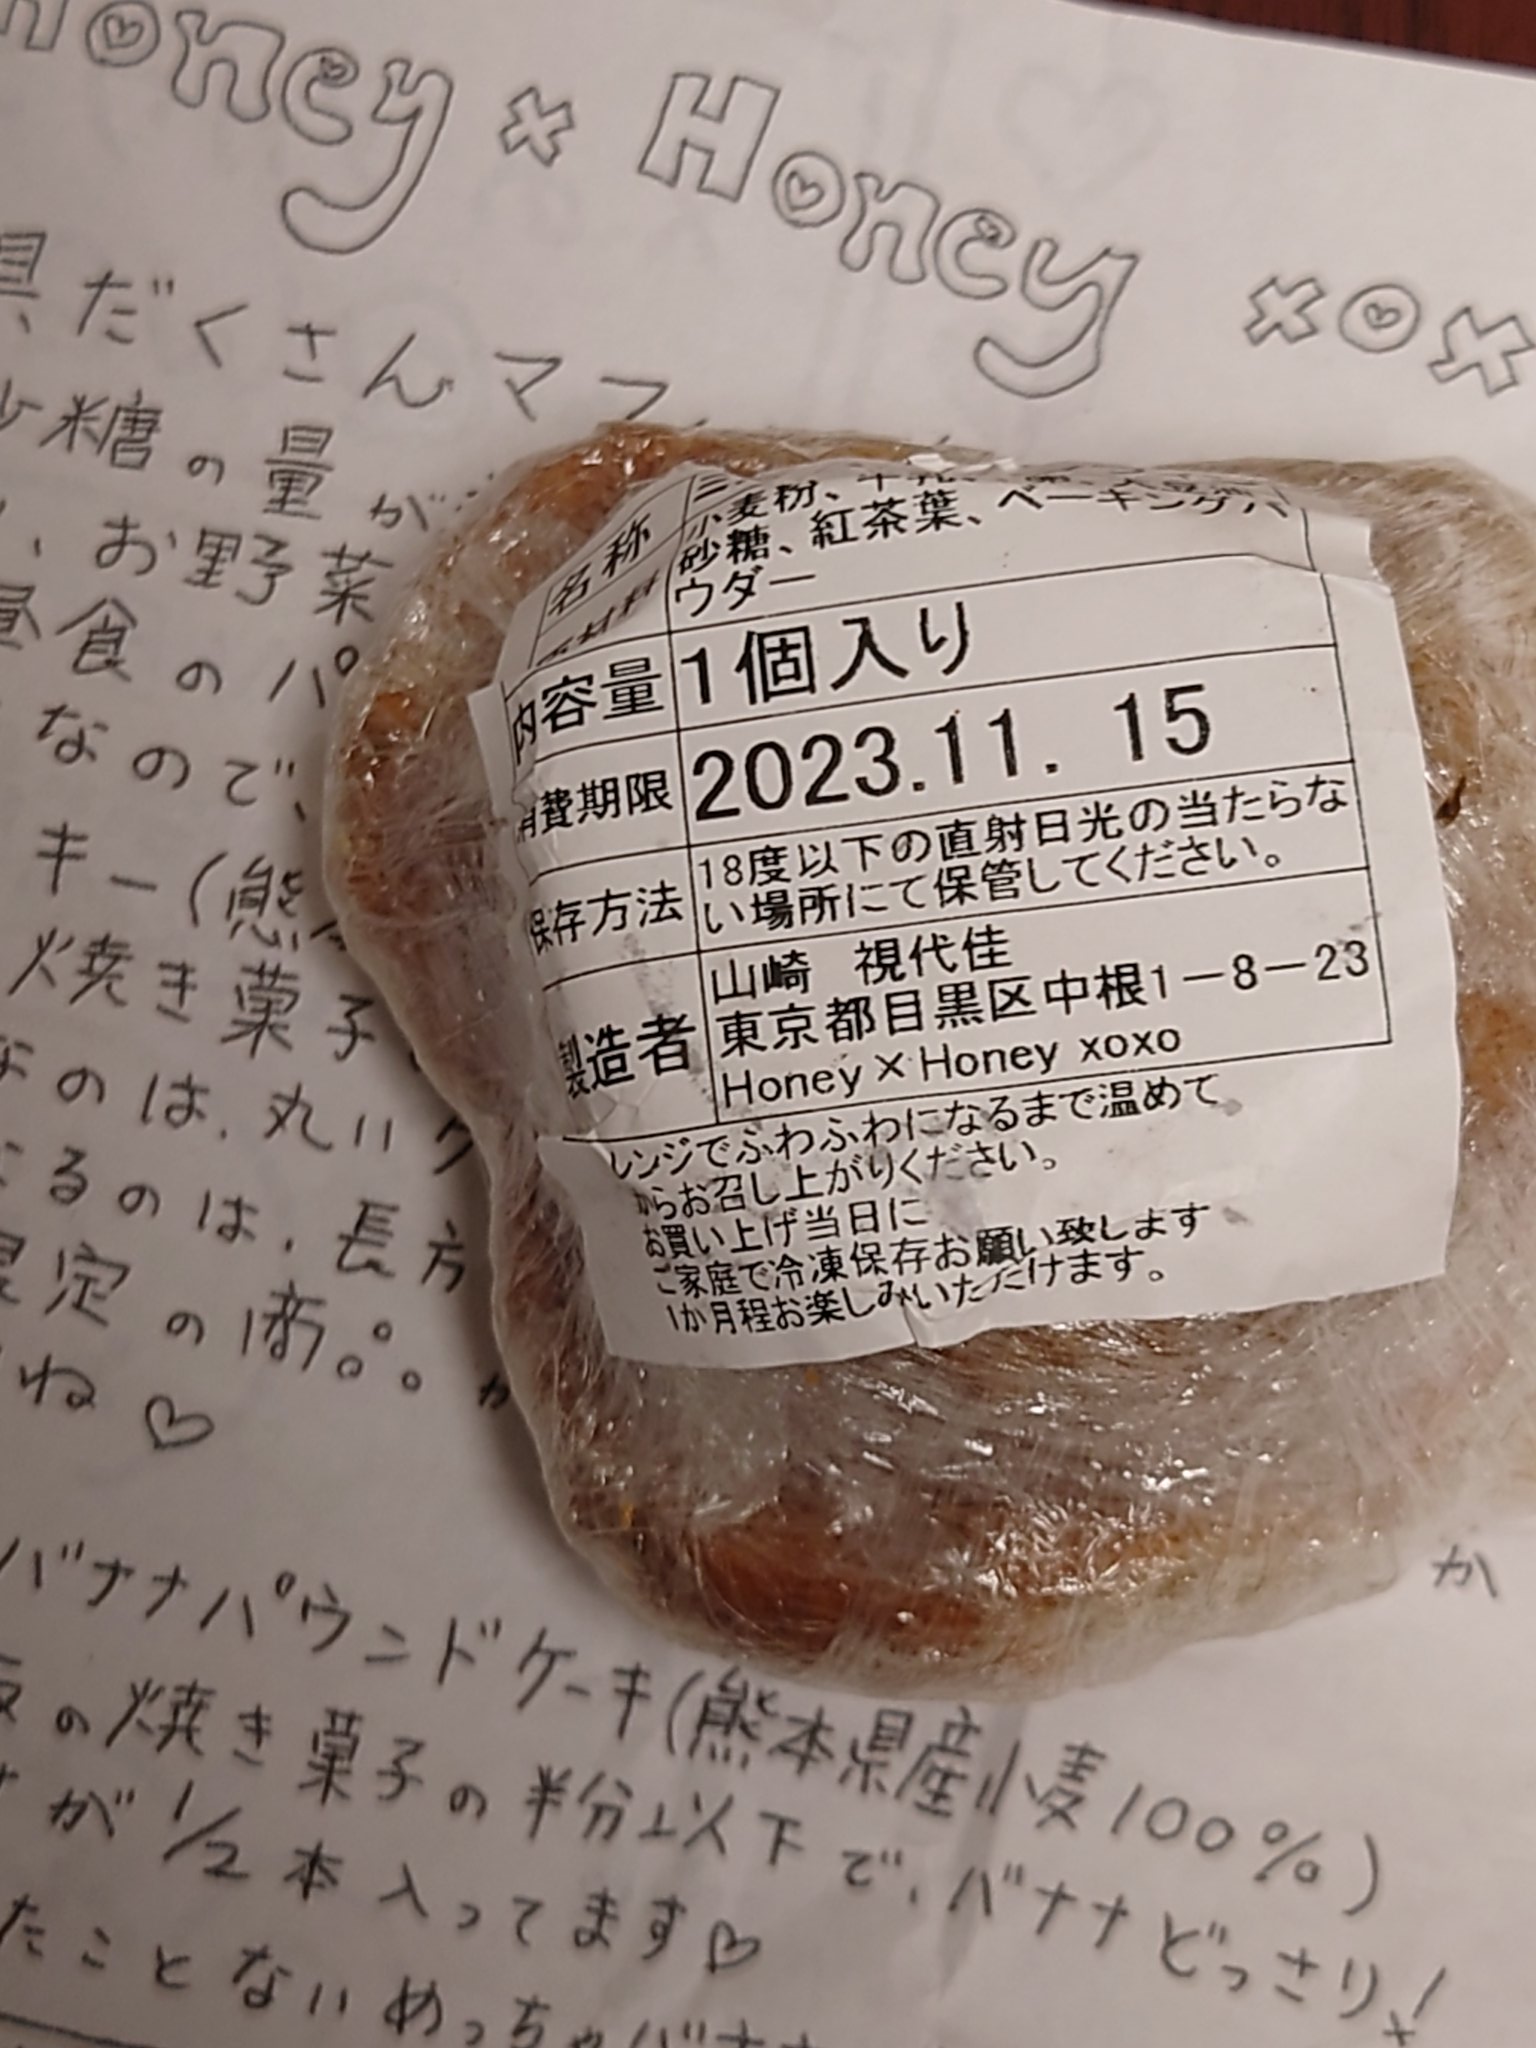 Honey × Honey xox
具だくさんマフ
砂糖の量が
、お野菜
昼食のパ
なので、
キー(熊
焼き菓子
なのは、丸いク
なるのは、長方
限定の商。。
ね♡
名称
小麦粉、牛乳、
砂糖、紅茶葉、ベーキングパ
ウダー
内容量 1個入り
消費期限 2023.11. 15
保存方法 18度以下の直射日光の当たらな
い場所にて保管してください。
製造者 山崎 視代佳
東京都目黒区中根1-8-23
Honey×Honey xoxo
レンジでふわふわになるまで温めて
からお召し上がりください。
お買い上げ当日に
ご家庭で冷凍保存お願い致します
1か月程お楽しみいただけます。
か
バナナパウンドケーキ(熊本県産小麦100%)
の焼き菓子の半分以下で、バナナどっさり!
が1/2本入ってます♡
たことないめっちゃバナナ